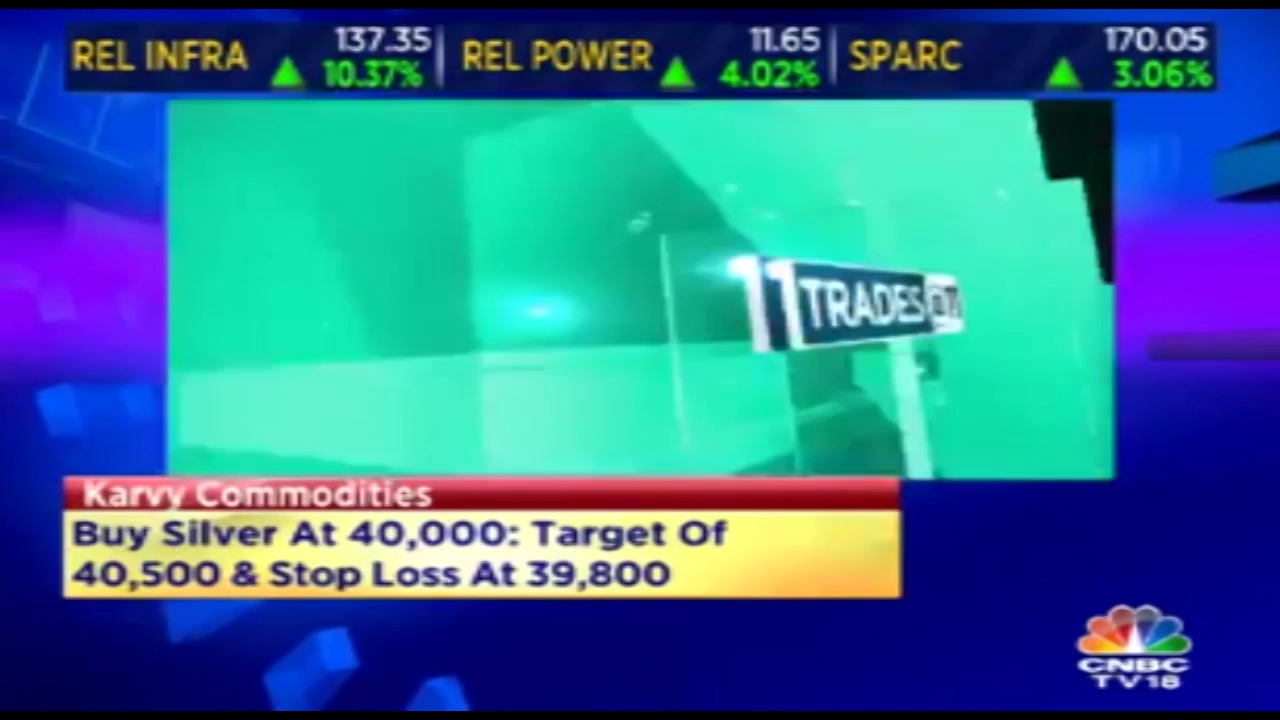 REL INFRA 137.35 10.37%
REL POWER 11.65 4.02%
SPARC 170.05 3.06%
TRADES
Karvy Commodities
Buy Silver At 40,000: Target Of
40,500 & Stop Loss At 39,800
CNBC
TV18